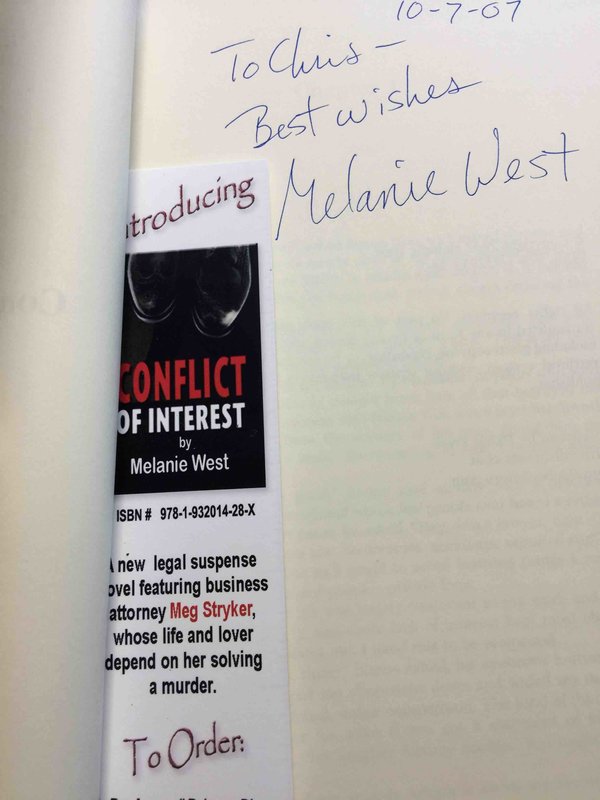 10-7-07
To Chris -
Best wishes
Melanie West
ntroducing
CONFLICT
OF INTEREST
by
Melanie West
ISBN # 978-1-932014-28-X
A new legal suspense
ovel featuring business
attorney Meg Stryker,
whose life and lover
depend on her solving
a murder.
To Order: